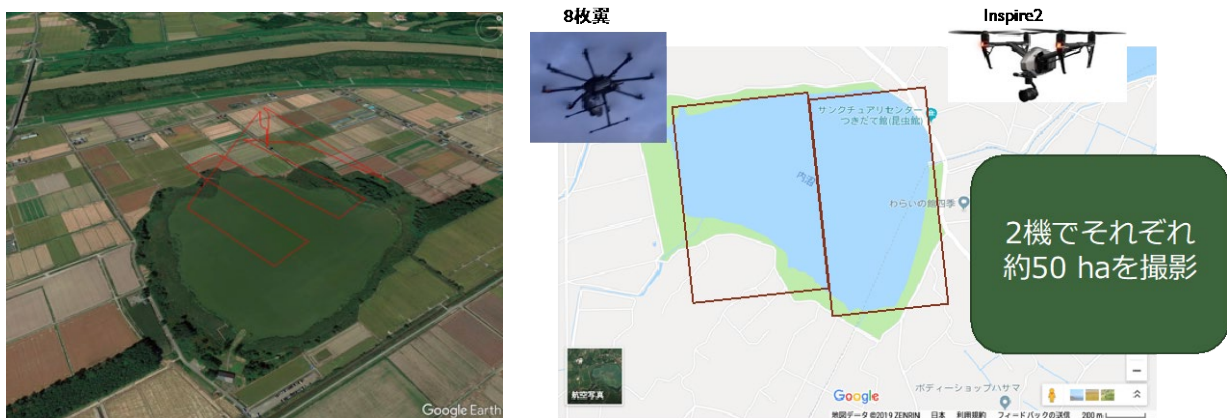 8枚翼
Inspire2
サンクチュアリセンター
つきだて館(昆虫館)
内沼
わらいの館四季
2機でそれぞれ
約50 haを撮影
航空写真
Google
ボディーショップハサマ
地図データ ©2019 ZENRIN 日本 利用規約 フィードバックの送信 200 m
Google Earth